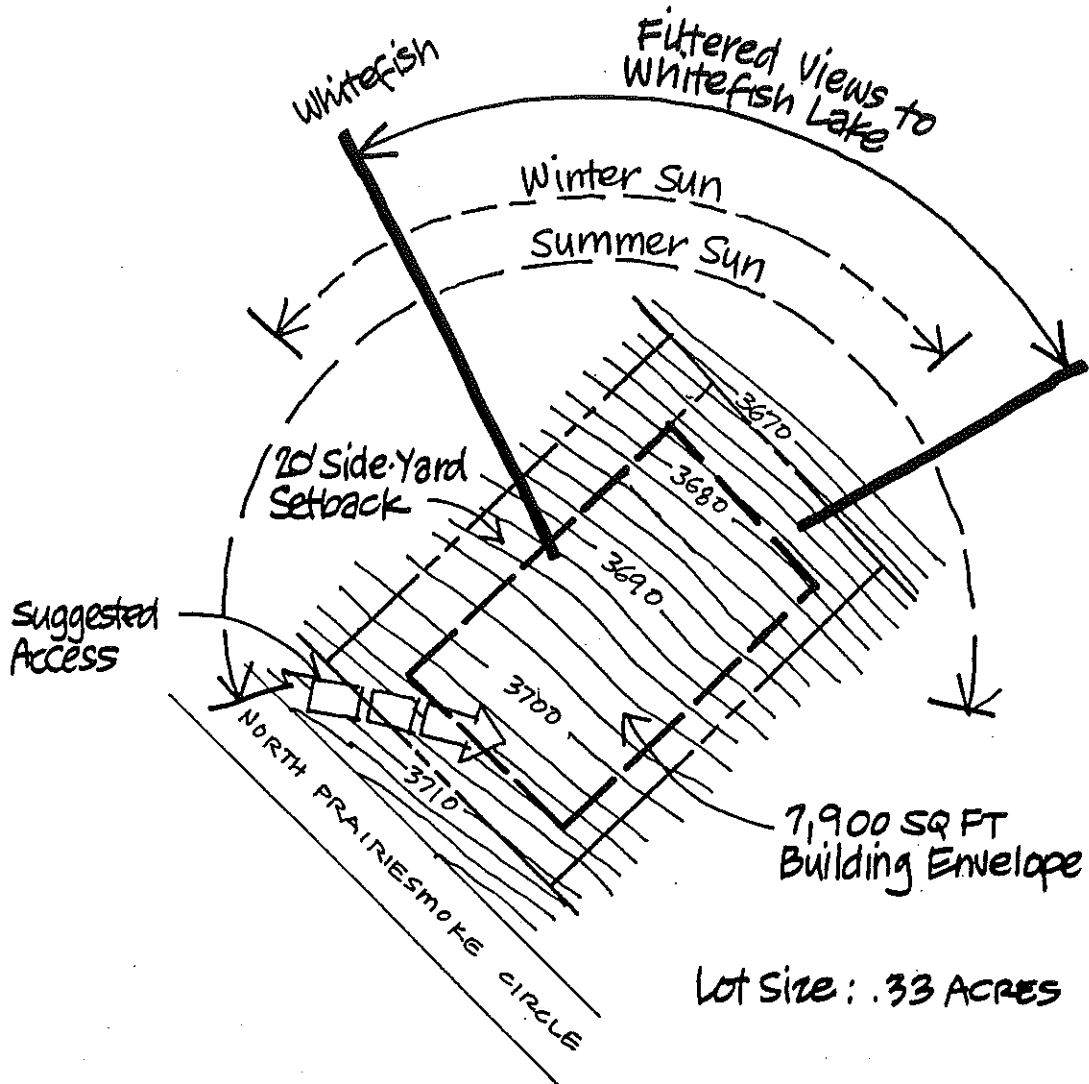 Whitefish
Filtered Views to
Whitefish Lake
Winter Sun
Summer Sun
20' Side-Yard
Setback
3670
3680
3690
3700
3710
Suggested
Access
NORTH PRAIRIESMOKE CIRCLE
7,900 SQ FT
Building Envelope
Lot Size: .33 ACRES